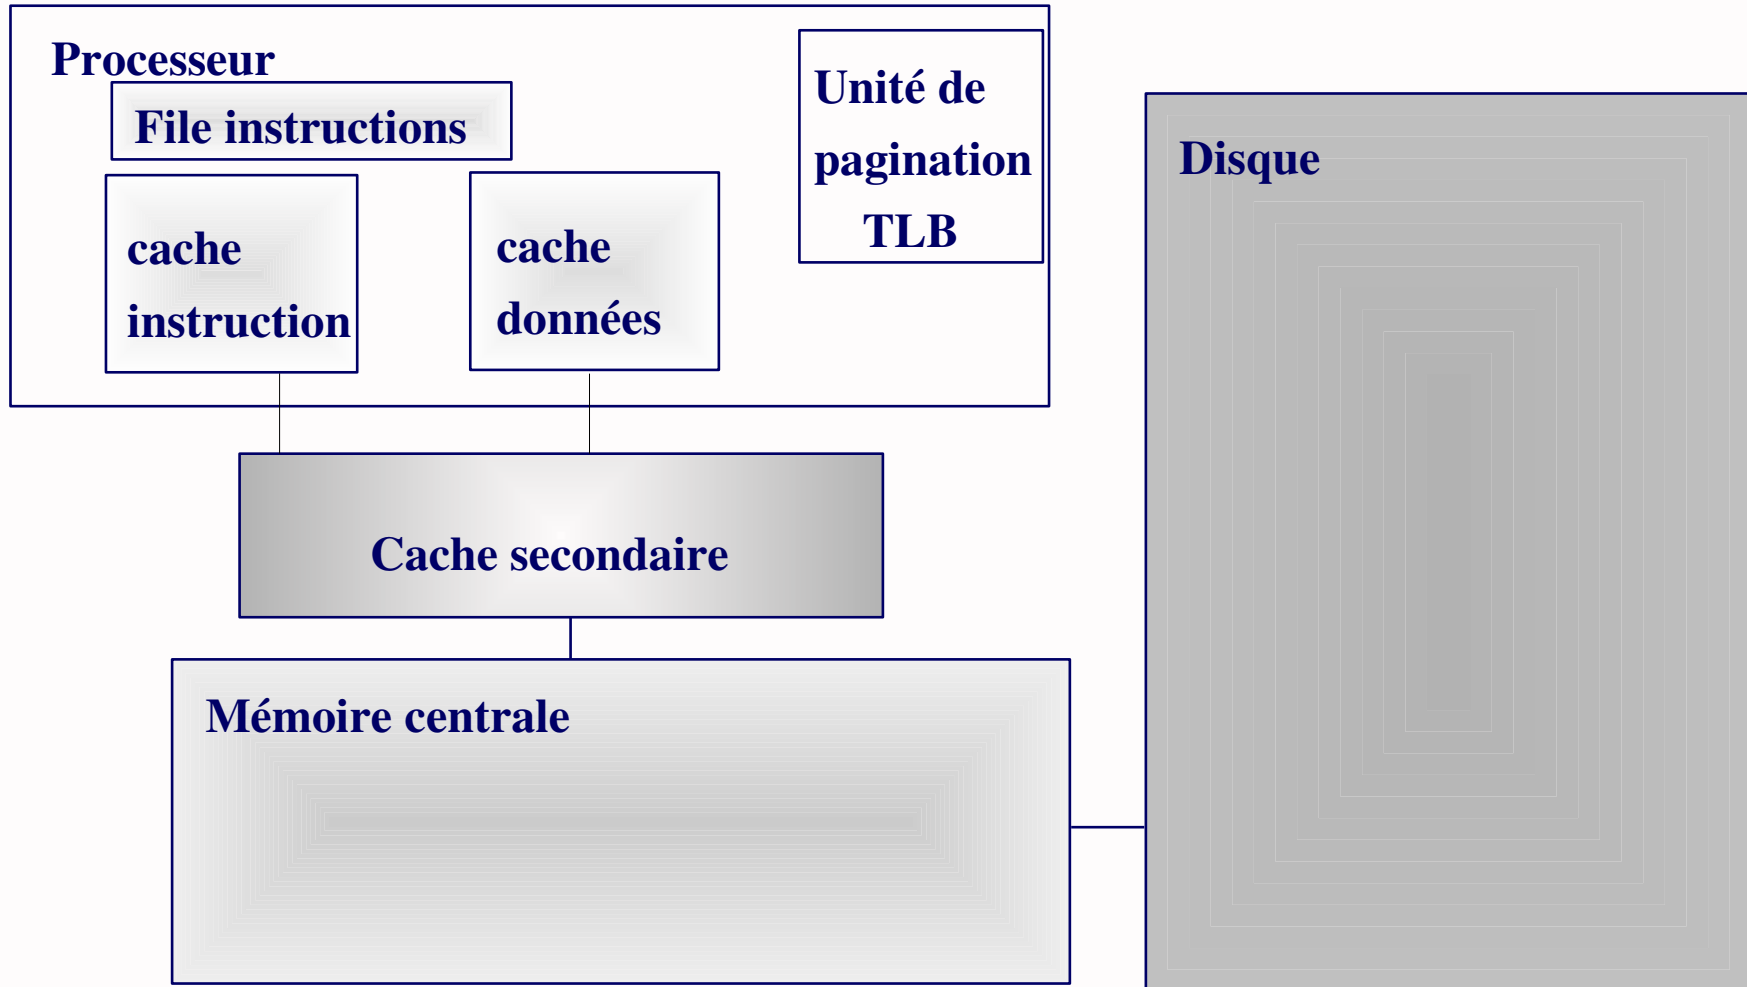 Processeur
File instructions
cache
instruction
cache
données
Unité de
pagination
TLB
Disque
Cache secondaire
Mémoire centrale